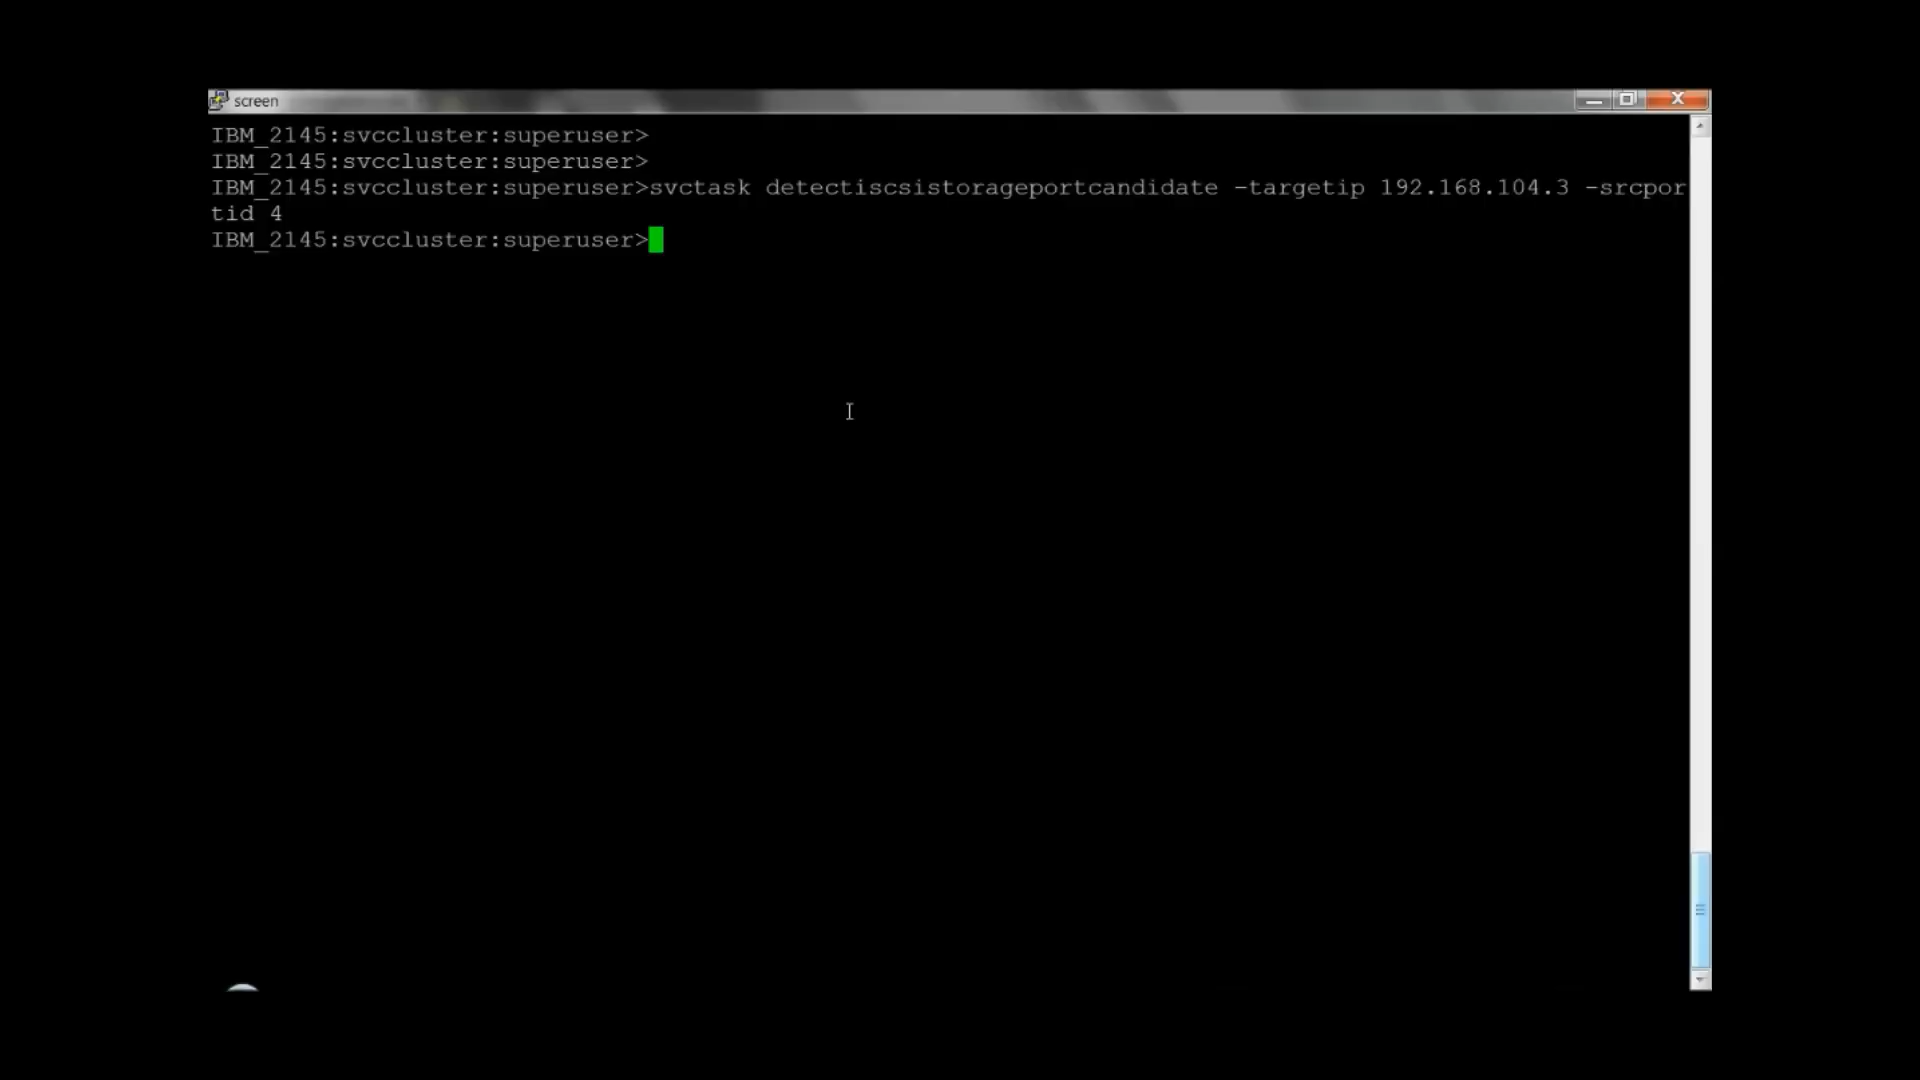 screen
IBM_2145:svccluster:superuser>
IBM_2145:svccluster:superuser>
IBM_2145:svccluster:superuser>svctask detectiscsistorageportcandidate -targetip 192.168.104.3 -srcpor
tid 4
IBM_2145:svccluster:superuser>